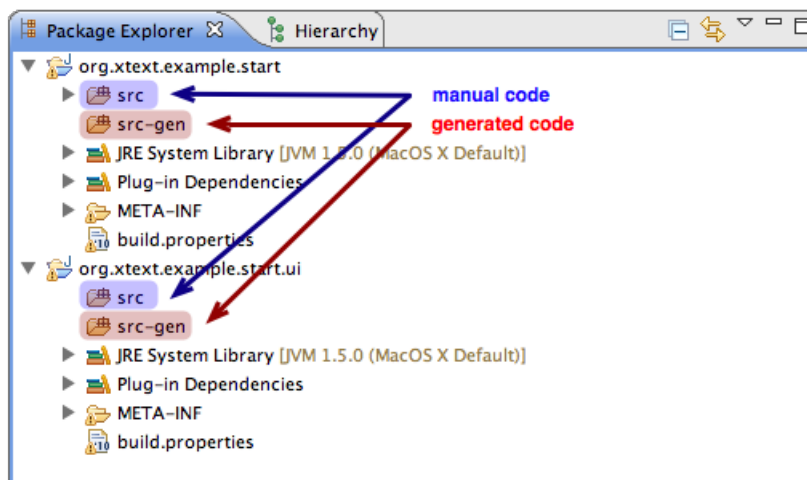 Package Explorer Hierarchy
org.xtext.example.start
src manual code
src-gen generated code
JRE System Library [JVM 1.5.0 (MacOS X Default)]
Plug-in Dependencies
META-INF
build.properties
org.xtext.example.start.ui
src
src-gen
JRE System Library [JVM 1.5.0 (MacOS X Default)]
Plug-in Dependencies
META-INF
build.properties